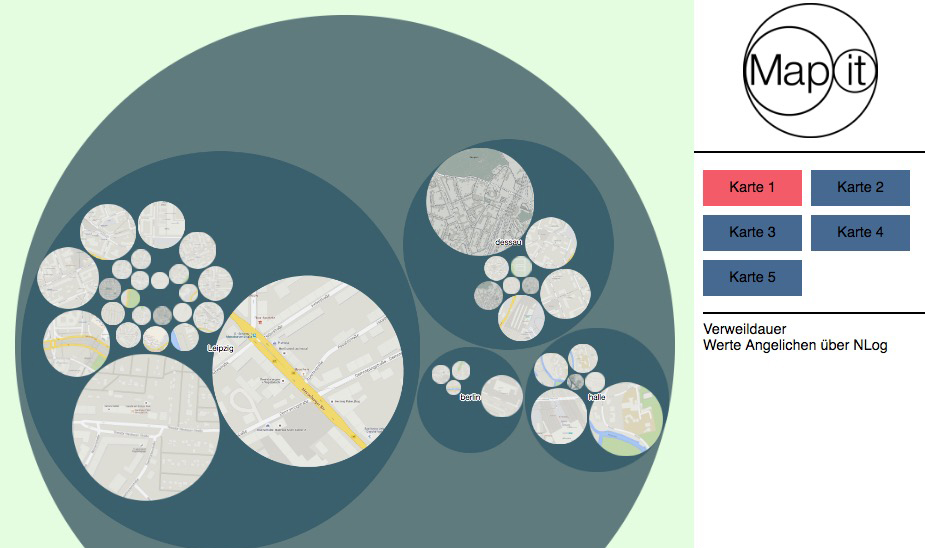 Map it
Karte 1
Karte 2
Karte 3
Karte 4
Karte 5
Verweildauer
Werte Angelichen über NLog
dessau
Leipzig
berlin
halle